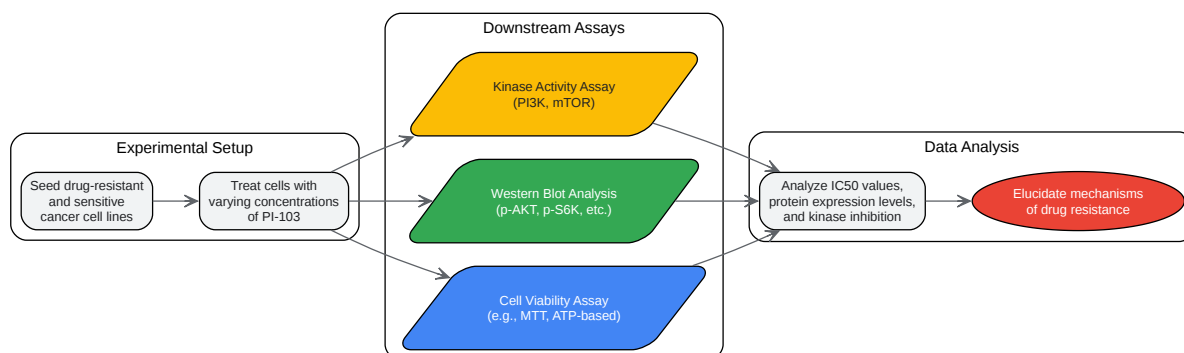 Downstream Assays
Kinase Activity Assay
(PI3K, mTOR)
Experimental Setup
Seed drug-resistant
and sensitive
cancer cell lines
Treat cells with
varying concentrations
of PI-103
Western Blot Analysis
(p-AKT, p-S6K, etc.)
Cell Viability Assay
(e.g., MTT, ATP-based)
Data Analysis
Analyze IC50 values,
protein expression levels,
and kinase inhibition
Elucidate mechanisms
of drug resistance